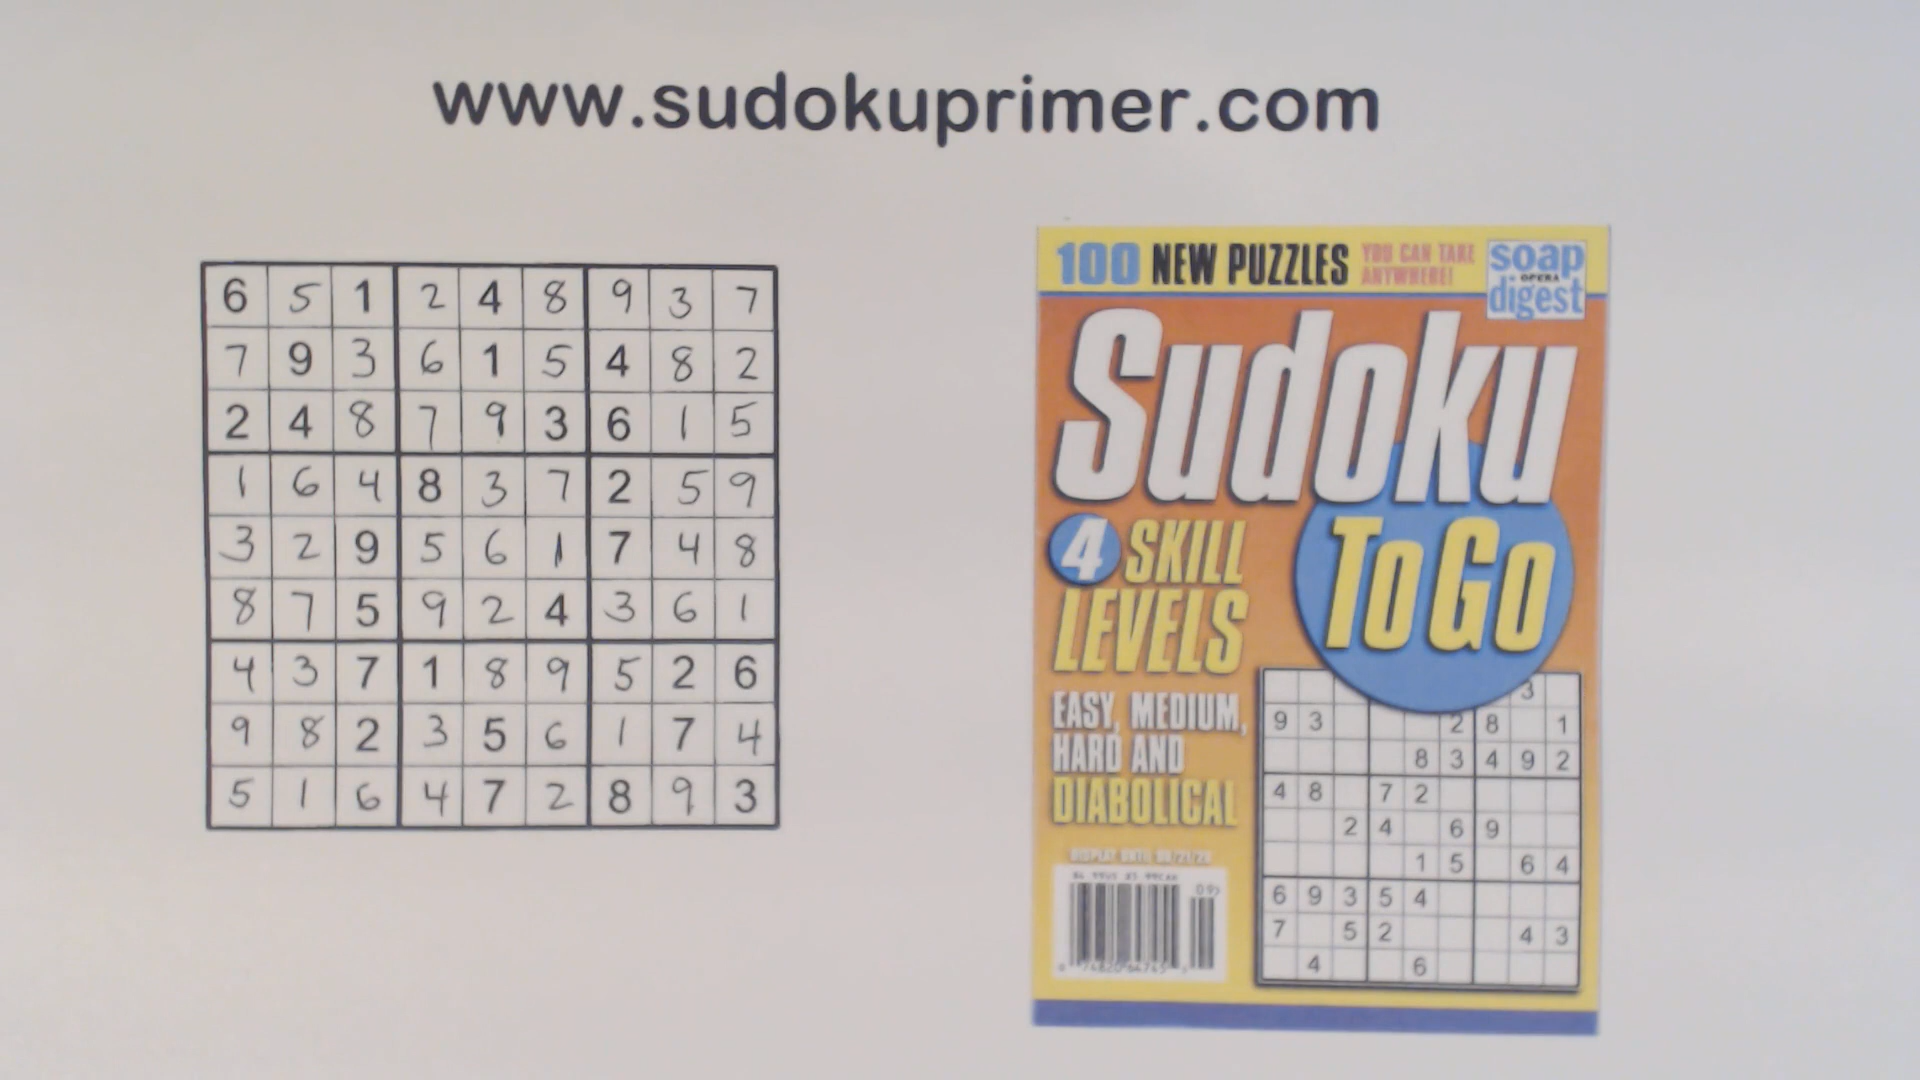 www.sudokuprimer.com
6 5 1 2 4 8 9 3 7
7 9 3 6 1 5 4 8 2
2 4 8 7 9 3 6 1 5
1 6 4 8 3 7 2 5 9
3 2 9 5 6 1 7 4 8
8 7 5 9 2 4 3 6 1
4 3 7 1 8 9 5 2 6
9 8 2 3 5 6 1 7 4
5 1 6 4 7 2 8 9 3
100 NEW PUZZLES
YOU CAN TAKE
ANYWHERE!
soap
OPERA
digest
Sudoku
To Go
4 SKILL
LEVELS
EASY, MEDIUM,
HARD AND
DIABOLICAL
09>
3
9 3 2 8 1
8 3 4 9 2
4 8 7 2
2 4 6 9
1 5 6 4
6 9 3 5 4
7 5 2 4 3
4 6